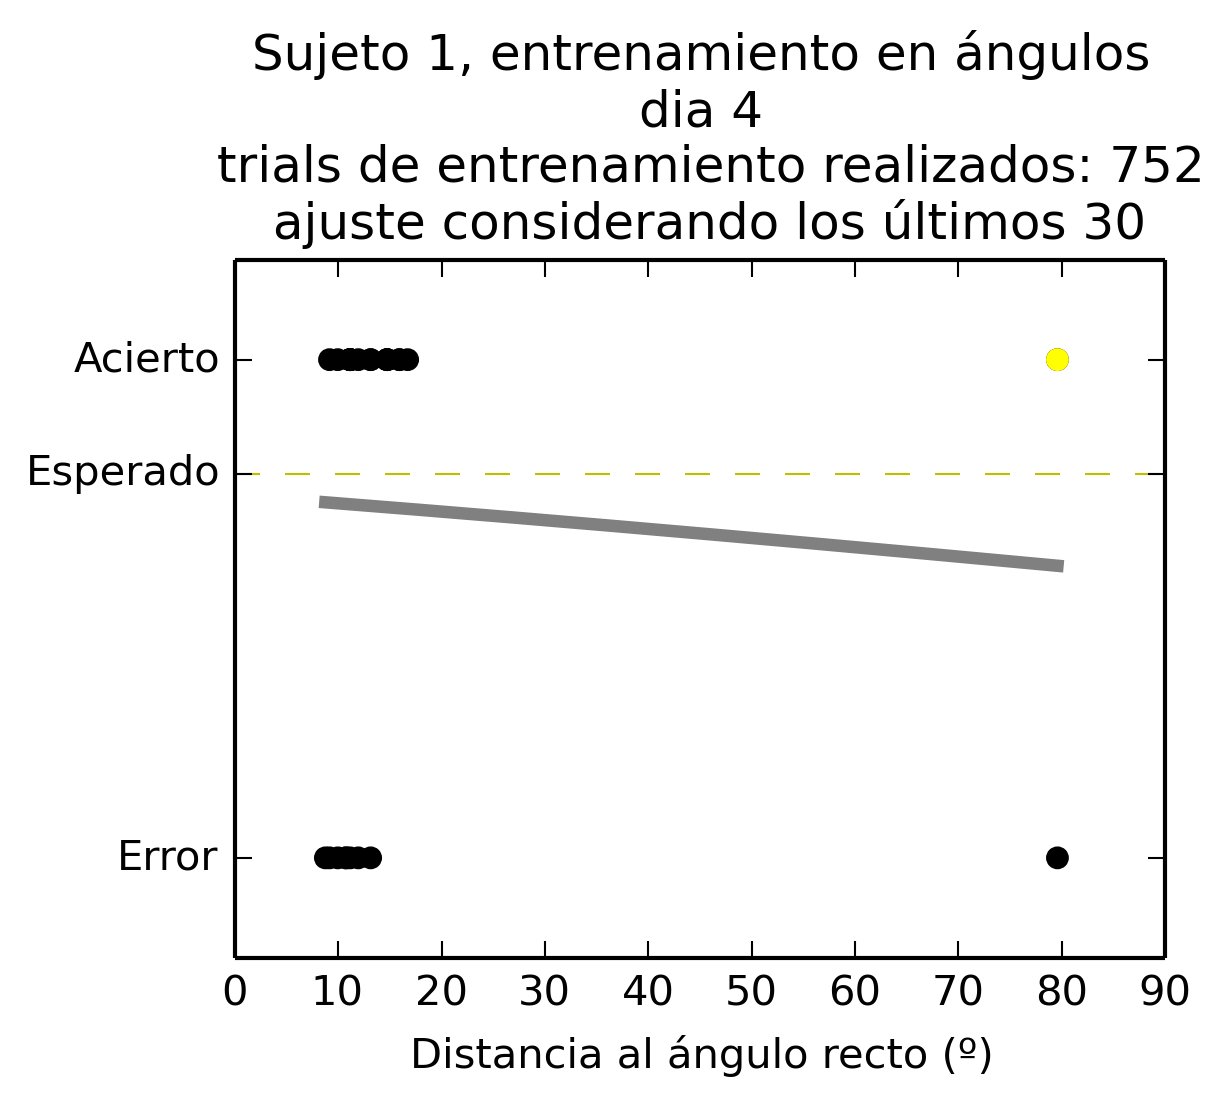 Sujeto 1, entrenamiento en ángulos
dia 4
trials de entrenamiento realizados: 752
ajuste considerando los últimos 30
Acierto
Esperado
Error
0 10 20 30 40 50 60 70 80 90
Distancia al ángulo recto (º)